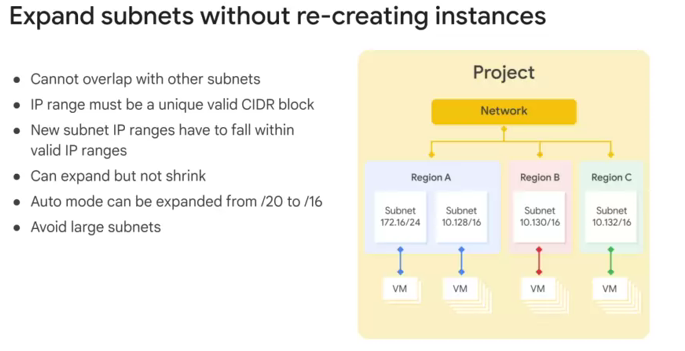 Expand subnets without re-creating instances
● Cannot overlap with other subnets
● IP range must be a unique valid CIDR block
● New subnet IP ranges have to fall within
valid IP ranges
● Can expand but not shrink
● Auto mode can be expanded from /20 to /16
● Avoid large subnets
Project
Network
Region A
Region B
Region C
Subnet
172.16/24
Subnet
10.128/16
Subnet
10.130/16
Subnet
10.132/16
VM
VM
VM
VM